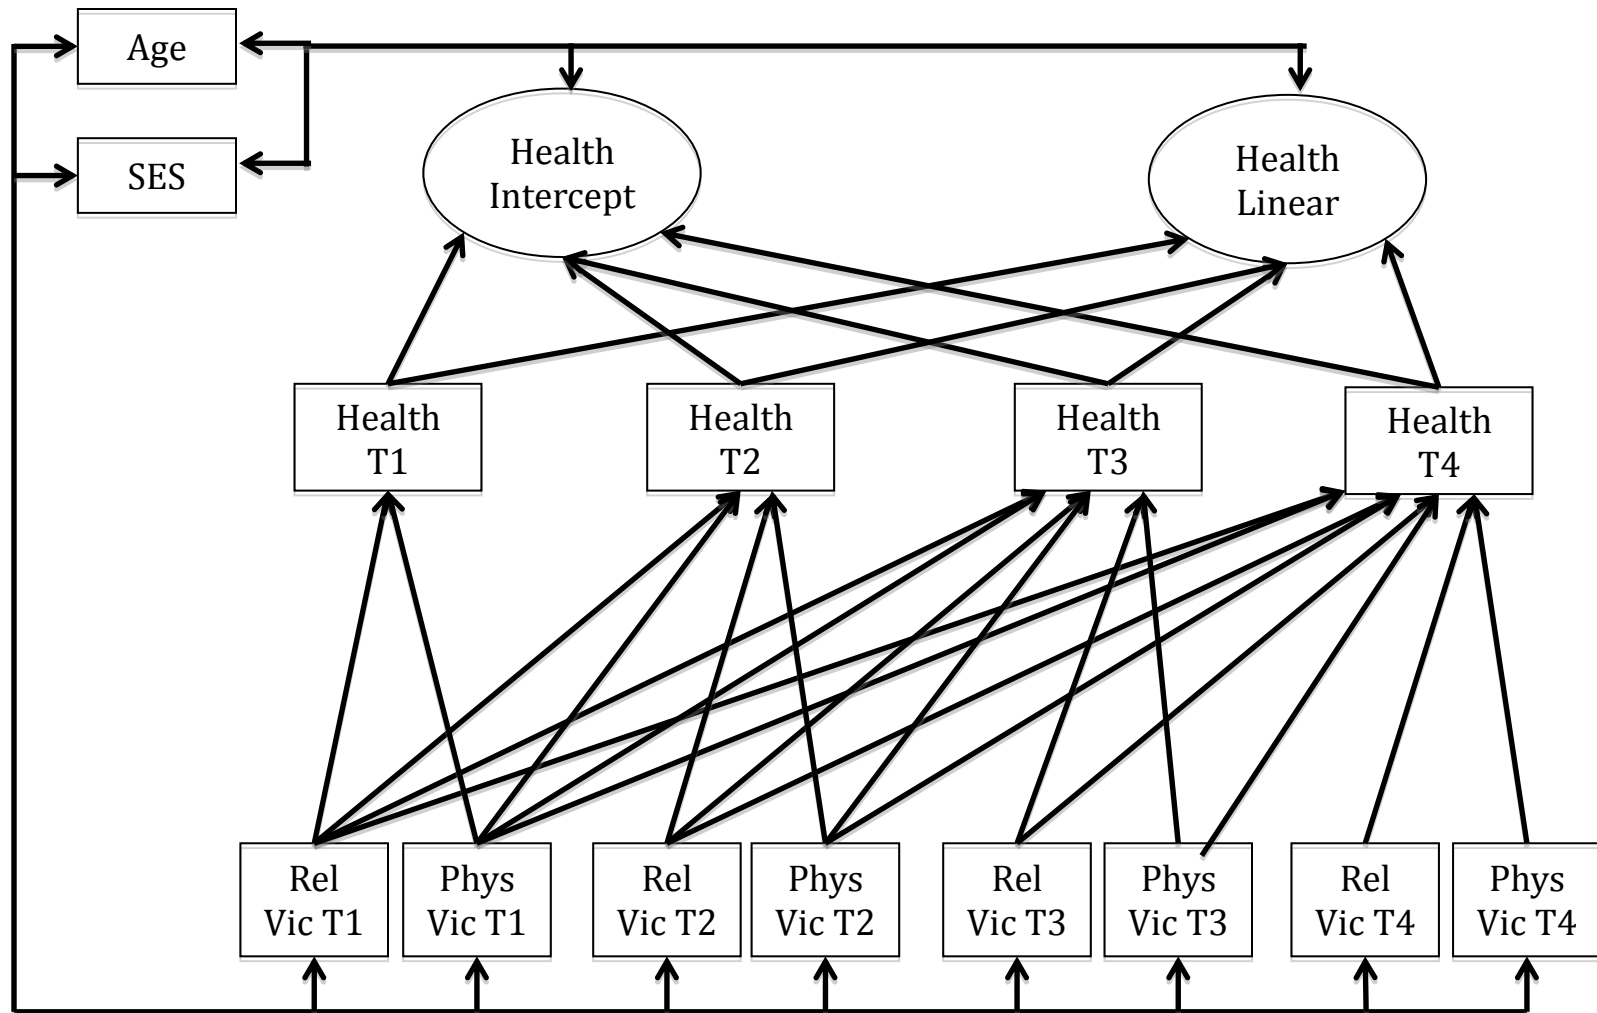 Age
SES
Health
Intercept
Health
Linear
Health
T1
Health
T2
Health
T3
Health
T4
Rel
Vic T1
Phys
Vic T1
Rel
Vic T2
Phys
Vic T2
Rel
Vic T3
Phys
Vic T3
Rel
Vic T4
Phys
Vic T4